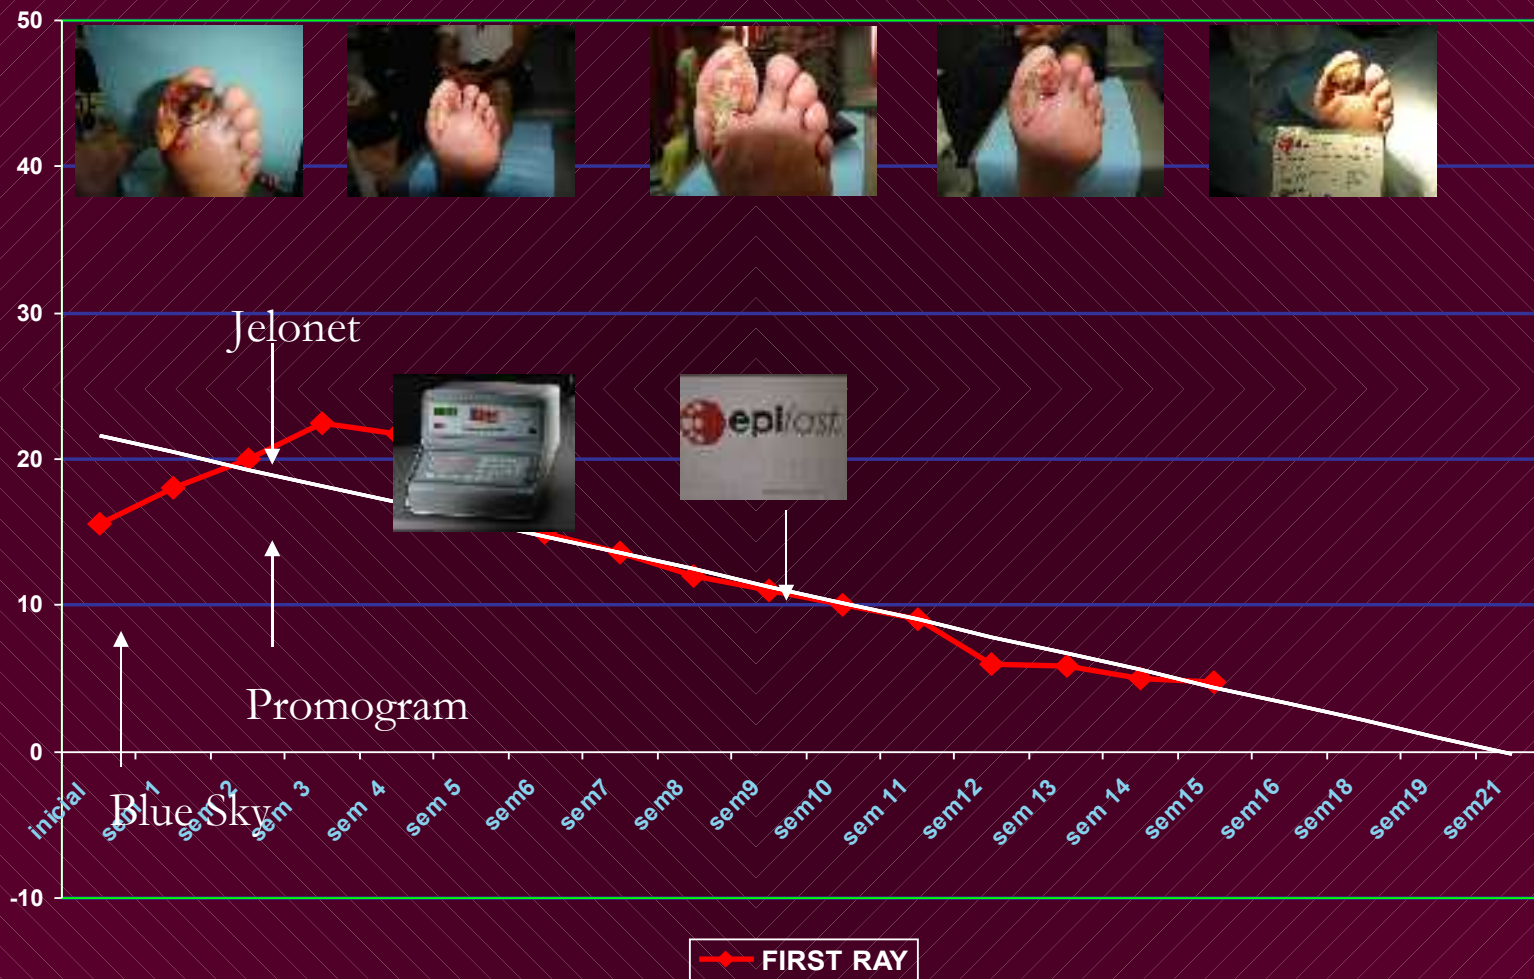 50
40
30
20
10
0
-10
Jelonet
epifast
Promogram
Blue Sky
inicial
sem 1
sem 2
sem 3
sem 4
sem 5
sem6
sem7
sem8
sem9
sem10
sem 11
sem12
sem 13
sem 14
sem15
sem16
sem18
sem19
sem21
FIRST RAY